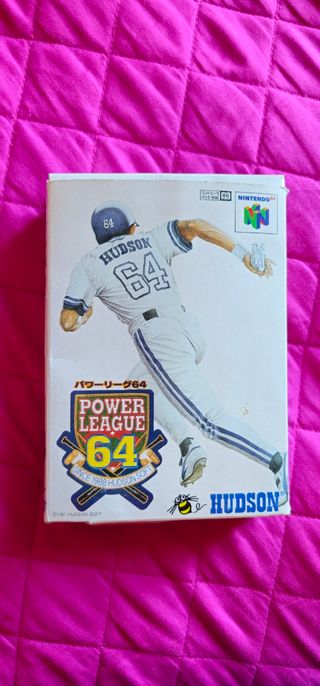 NINTENDO64
64
HUDSON
64
パワーリーグ64
POWER
LEAGUE
64
SINCE 1988 HUDSON SOFT
HUDSON